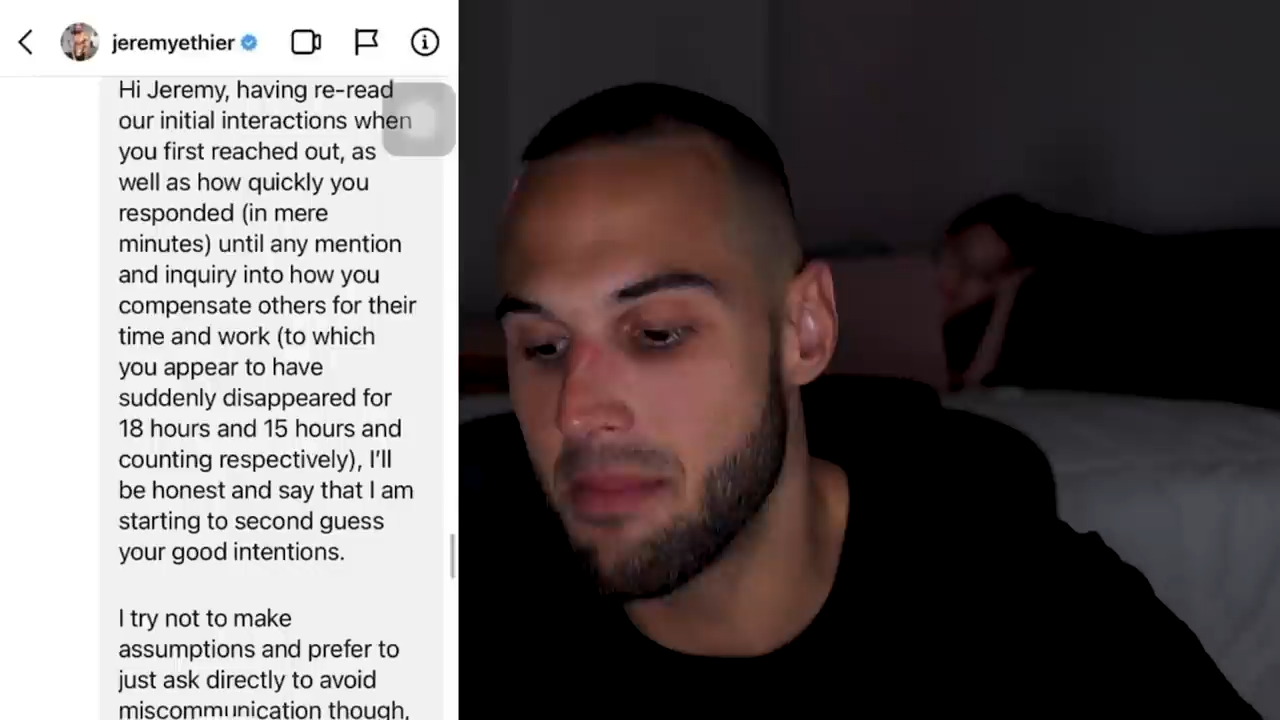 jeremyethier
Hi Jeremy, having re-read
our initial interactions when
you first reached out, as
well as how quickly you
responded (in mere
minutes) until any mention
and inquiry into how you
compensate others for their
time and work (to which
you appear to have
suddenly disappeared for
18 hours and 15 hours and
counting respectively), I’ll
be honest and say that I am
starting to second guess
your good intentions.
I try not to make
assumptions and prefer to
just ask directly to avoid
miscommunication though,